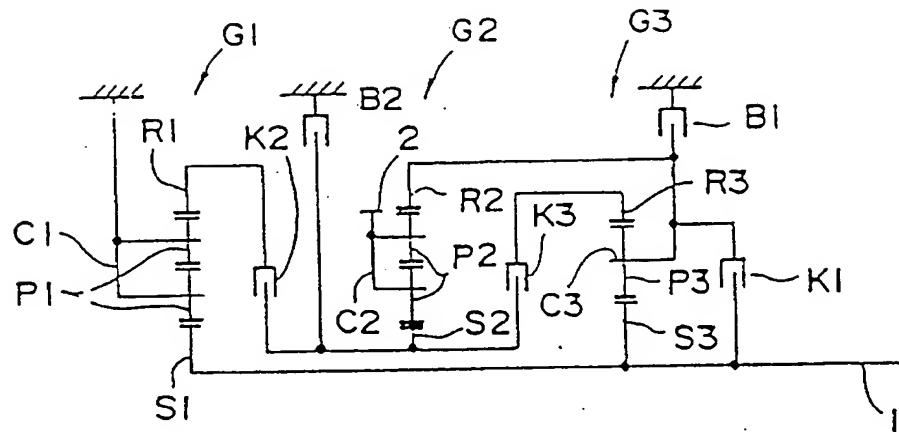 G1 G2 G3
B2 B1
R1 K2 2
R2 R3
C1 K3
P1 P2 C3 P3 K1
C2 S2 S3
S1 1